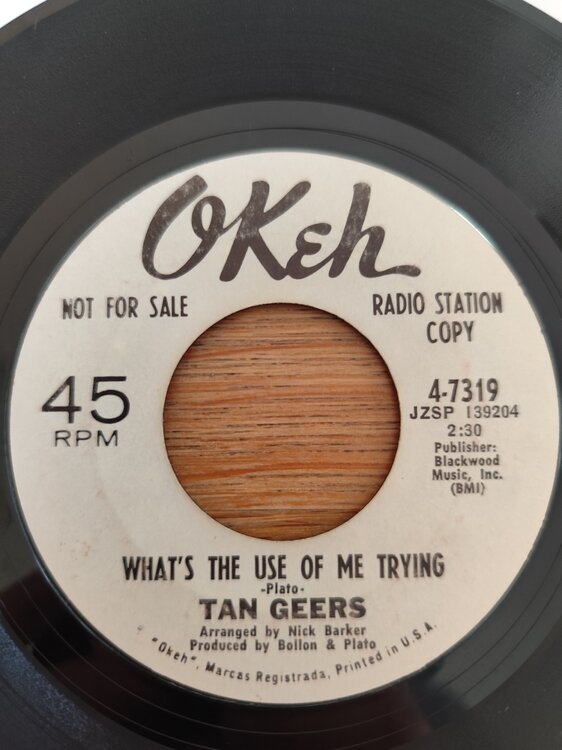 OKeh
NOT FOR SALE
RADIO STATION
COPY
45
RPM
4-7319
JZSP 139204
2:30
Publisher:
Blackwood
Music, Inc.
(BMI)
WHAT'S THE USE OF ME TRYING
-Plato-
TAN GEERS
Arranged by Nick Barker
Produced by Bollon & Plato
"Okeh", Marcas Registrada, Printed in U.S.A.